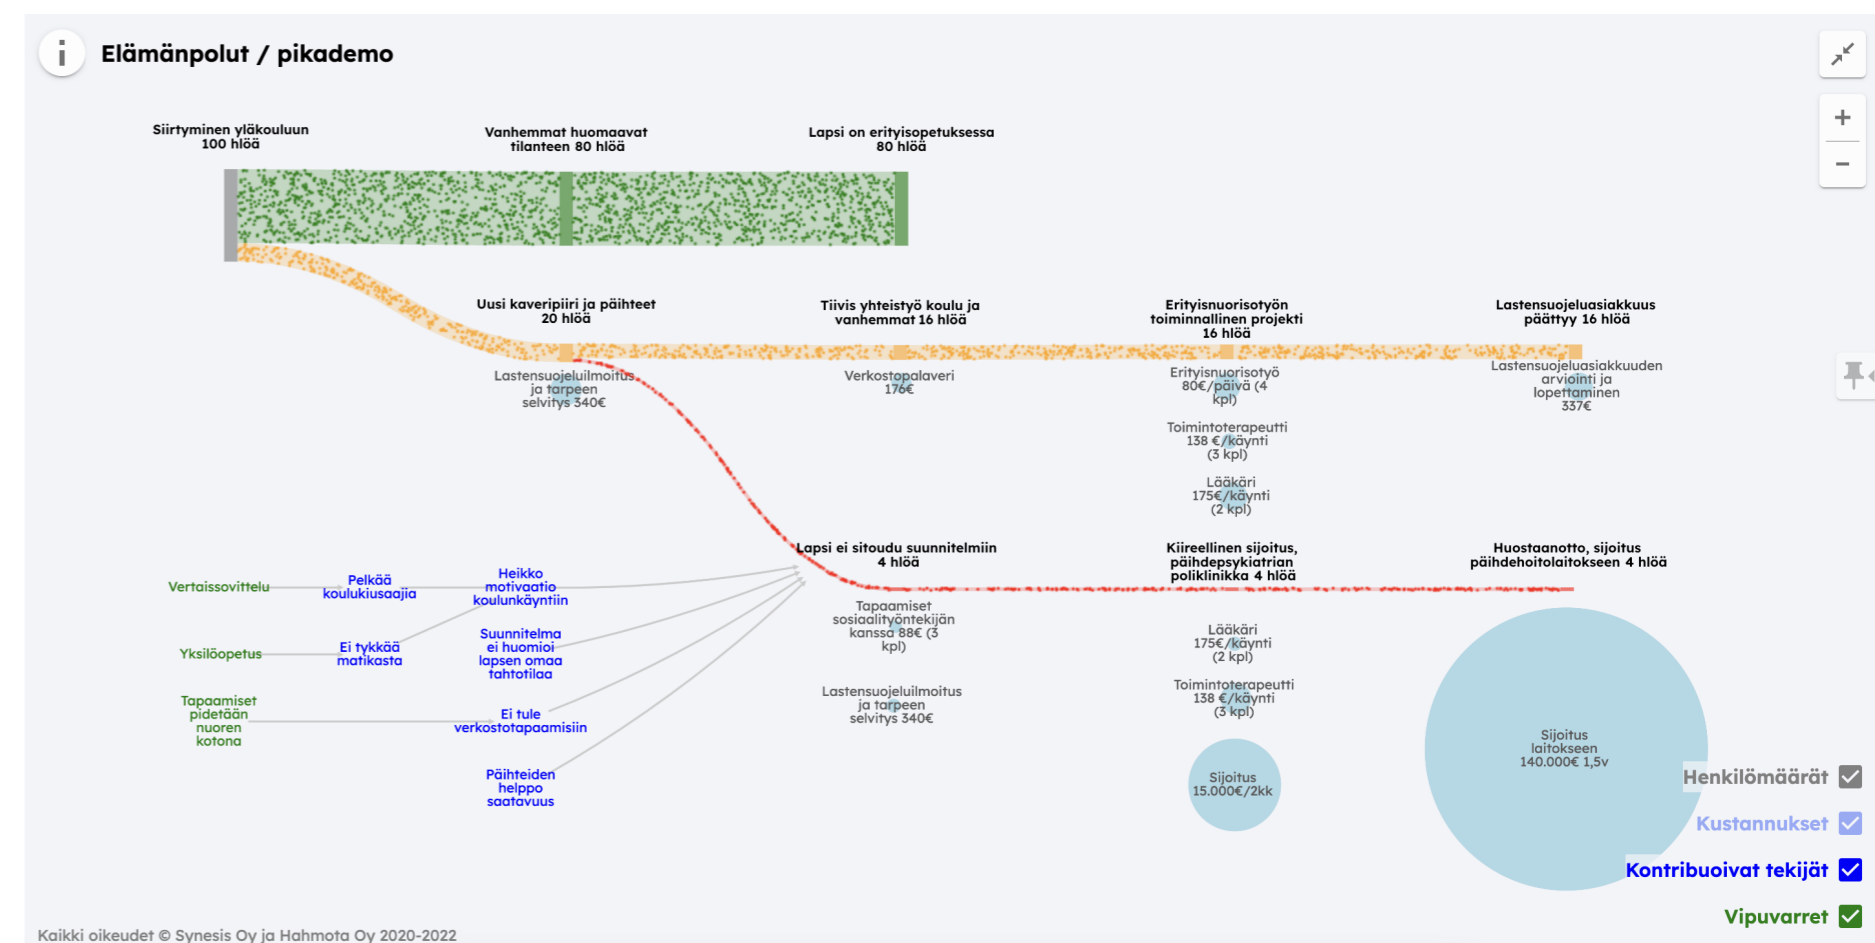 i
Elämänpolut / pikademo
+
−
Siirtyminen yläkouluun
100 hlöä
Vanhemmat huomaavat
tilanteen 80 hlöä
Lapsi on erityisopetuksessa
80 hlöä
Uusi kaveripiiri ja päihteet
20 hlöä
Tiivis yhteistyö koulu ja
vanhemmat 16 hlöä
Erityisnuorisotyön
toiminnallinen projekti
16 hlöä
Lastensuojeluasiakkuus
päättyy 16 hlöä
Lastensuojeluilmoitus
ja tarpeen
selvitys 340€
Verkostopalaveri
176€
Erityisnuorisotyö
80€/päivä (4
kpl)
Toimintoterapeutti
138 €/käynti
(3 kpl)
Lääkäri
175€/käynti
(2 kpl)
Lastensuojeluasiakkuuden
arviointi ja
lopettaminen
337€
Lapsi ei sitoudu suunnitelmiin
4 hlöä
Kiireellinen sijoitus,
päihdepsykiatrian
poliklinikka 4 hlöä
Huostaanotto, sijoitus
päihdehoitolaitokseen 4 hlöä
Vertaissovittelu
Pelkää
koulukiusaajia
Heikko
motivaatio
koulunkäyntiin
Yksilöopetus
Ei tykkää
matikasta
Suunnitelma
ei huomioi
lapsen omaa
tahtotilaa
Tapaamiset
pidetään
nuoren
kotona
Ei tule
verkostotapaamisiin
Päihteiden
helppo
saatavuus
Tapaamiset
sosiaalityöntekijän
kanssa 88€ (3
kpl)
Lastensuojeluilmoitus
ja tarpeen
selvitys 340€
Lääkäri
175€/käynti
(2 kpl)
Toimintoterapeutti
138 €/käynti
(3 kpl)
Sijoitus
15.000€/2kk
Sijoitus
laitokseen
140.000€ 1,5v
Henkilömäärät
Kustannukset
Kontribuoivat tekijät
Vipuvarret
Kaikki oikeudet © Synesis Oy ja Hahmota Oy 2020-2022